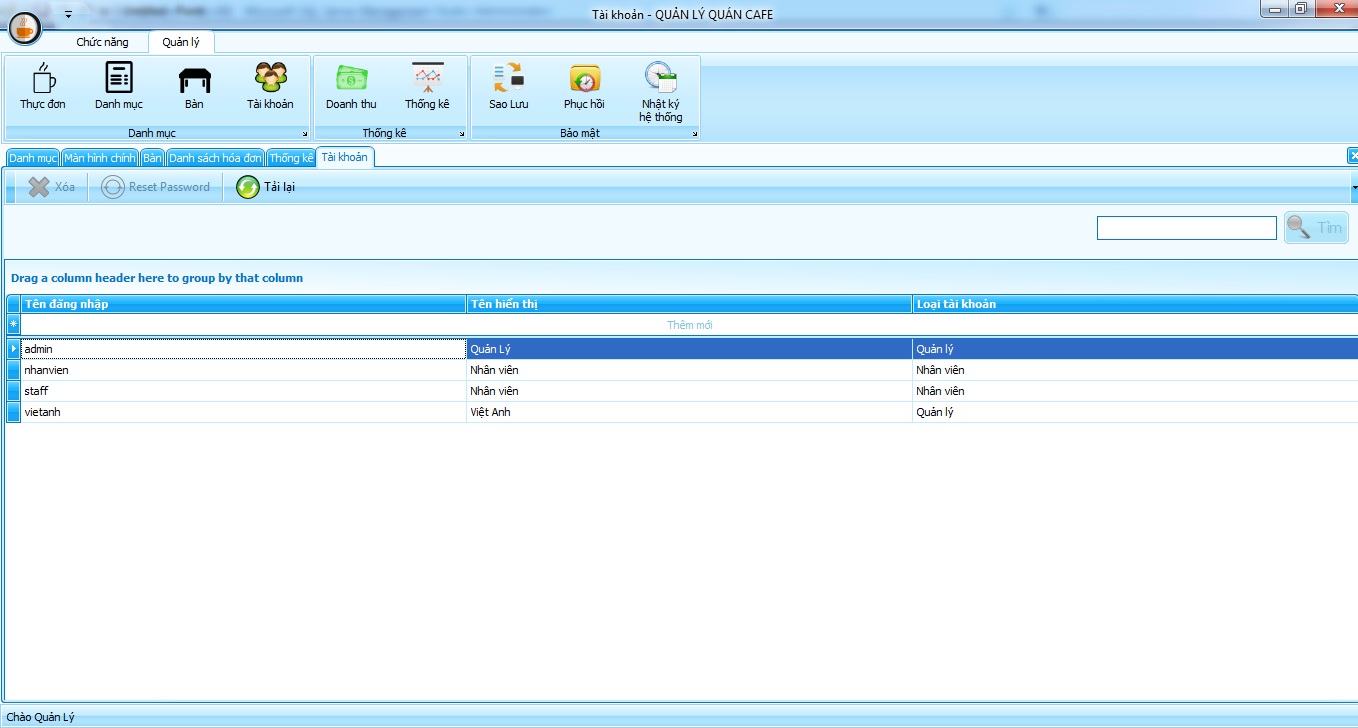 Tài khoản - QUẢN LÝ QUÁN CAFE
Chức năng Quản lý
Thực đơn Danh mục Bàn Tài khoản Doanh thu Thống kê Sao Lưu Phục hồi Nhật ký hệ thống
Danh mục Thống kê Bảo mật
Danh mục Màn hình chính Bàn Danh sách hóa đơn Thống kê Tài khoản
Xóa Reset Password Tải lại
Tìm
Drag a column header here to group by that column
Tên đăng nhập Tên hiển thị Loại tài khoản
Thêm mới
admin Quản Lý Quản lý
nhanvien Nhân viên Nhân viên
staff Nhân viên Nhân viên
vietanh Việt Anh Quản lý
Chào Quản Lý